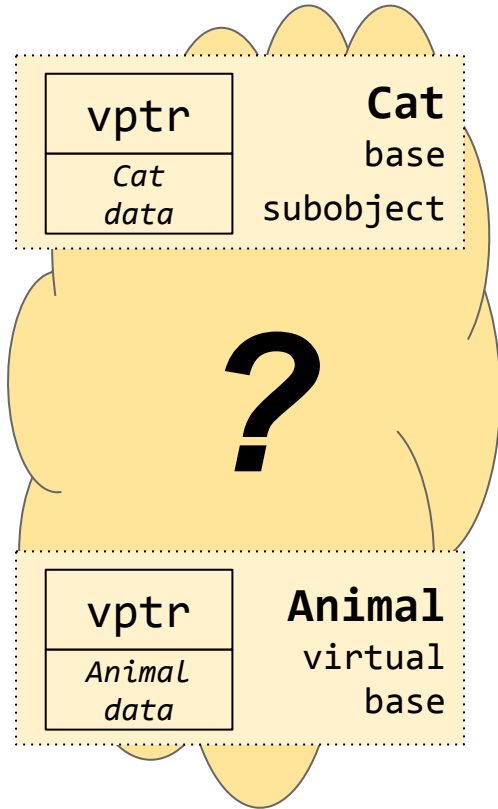 vptr
Cat
data
Cat
base
subobject
?
vptr
Animal
data
Animal
virtual
base